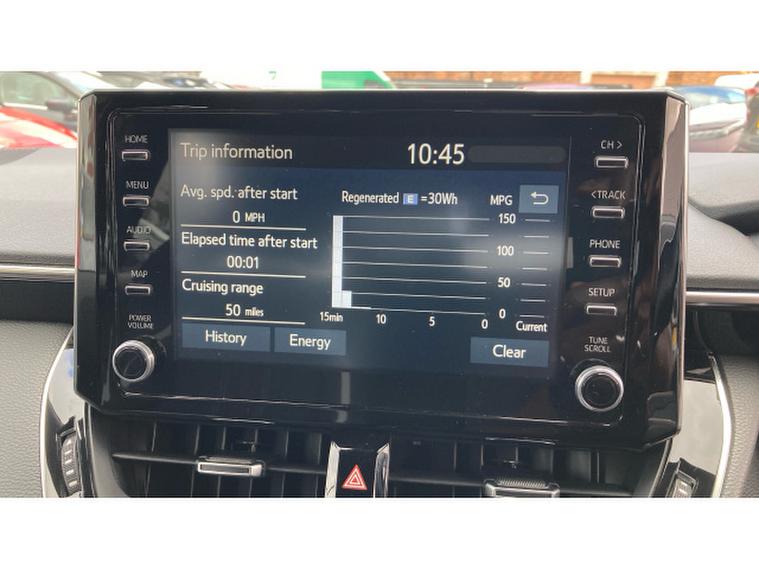 HOME
MENU
AUDIO
MAP
POWER
VOLUME
Trip information 10:45
Avg. spd. after start
0 MPH
Elapsed time after start
00:01
Cruising range
50 miles
Regenerated E =30Wh MPG
150
100
50
0
15min 10 5 0 Current
History Energy Clear
CH >
< TRACK
PHONE
SETUP
TUNE
SCROLL